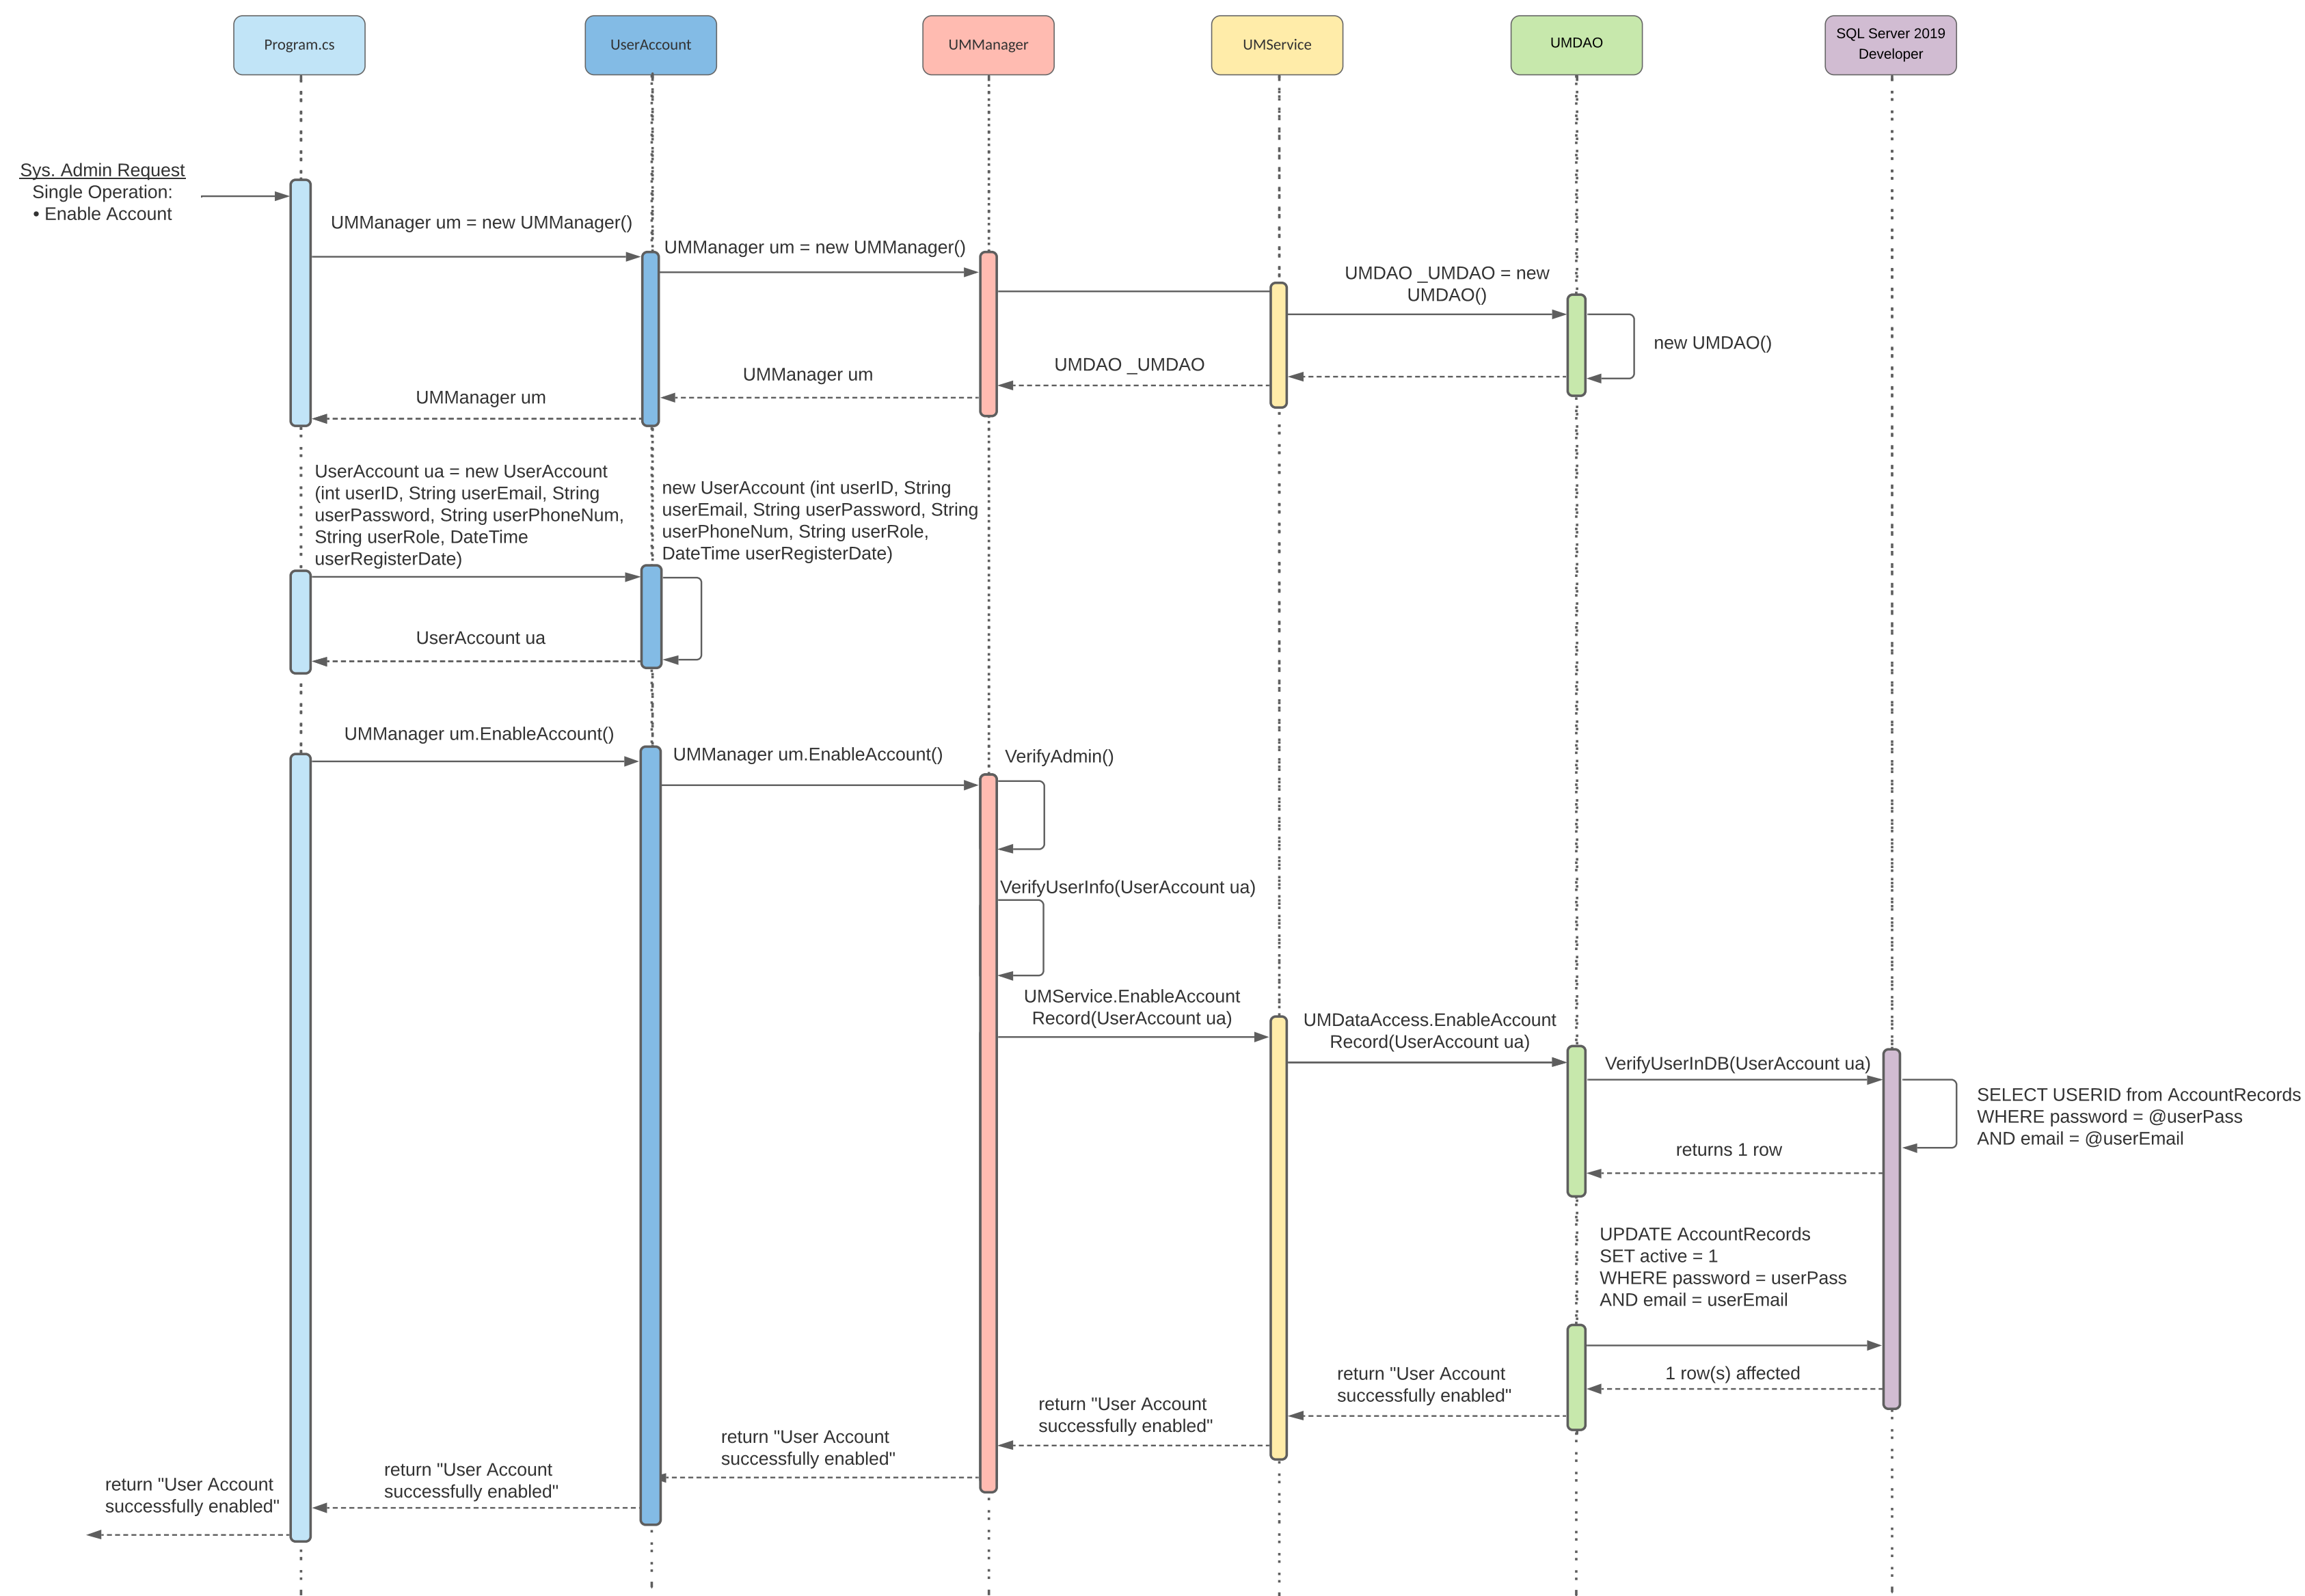 Program.cs
UserAccount
UMManager
UMService
UMDAO
SQL Server 2019
Developer
Sys. Admin Request
Single Operation:
• Enable Account
UMManager um = new UMManager()
UMManager um = new UMManager()
UMDAO _UMDAO = new
UMDAO()
new UMDAO()
UMDAO _UMDAO
UMManager um
UMManager um
UserAccount ua = new UserAccount
(int userID, String userEmail, String
userPassword, String userPhoneNum,
String userRole, DateTime
userRegisterDate)
new UserAccount (int userID, String
userEmail, String userPassword, String
userPhoneNum, String userRole,
DateTime userRegisterDate)
UserAccount ua
UMManager um.EnableAccount()
UMManager um.EnableAccount()
VerifyAdmin()
VerifyUserInfo(UserAccount ua)
UMService.EnableAccount
Record(UserAccount ua)
UMDataAccess.EnableAccount
Record(UserAccount ua)
VerifyUserInDB(UserAccount ua)
SELECT USERID from AccountRecords
WHERE password = @userPass
AND email = @userEmail
returns 1 row
UPDATE AccountRecords
SET active = 1
WHERE password = userPass
AND email = userEmail
1 row(s) affected
return "User Account
successfully enabled"
return "User Account
successfully enabled"
return "User Account
successfully enabled"
return "User Account
successfully enabled"
return "User Account
successfully enabled"